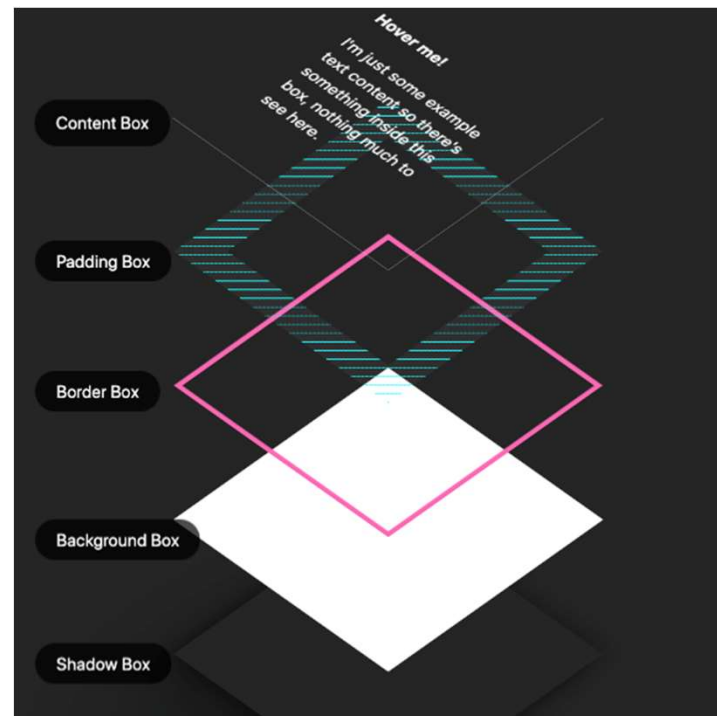 Hover me!
I'm just some example
text content so there's
something inside this
box, nothing much to
see here.
Content Box
Padding Box
Border Box
Background Box
Shadow Box